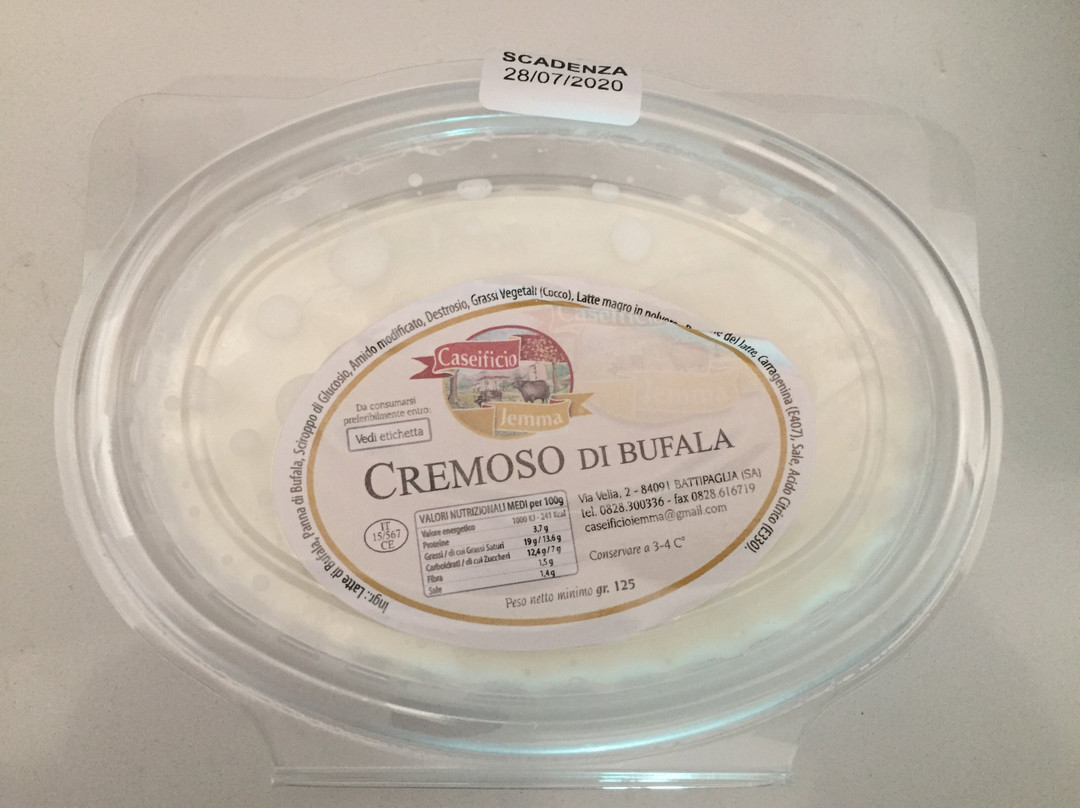 SCADENZA
28/07/2020
Ingr.: Latte di Bufala, Panna di Bufala, Sciroppo di Glucosio, Amido modificato, Destrosio, Grassi Vegetali (Cocco), Latte magro in polvere, del latte, Carragenina (E407), Sale, Acido Citrico (E330).
Caseificio
Jemma
Da consumarsi
preferibilmente entro:
Vedi etichetta
CREMOSO DI BUFALA
IT
15/567
CE
VALORI NUTRIZIONALI MEDI per 100g
Valore energetico 1000 KJ - 241 Kcal
Proteine 3,7 g
Grassi / di cui Grassi Saturi 19 g / 13,6 g
Carboidrati / di cui Zuccheri 12,4 g / 7 g
Fibra 1,5 g
Sale 1,4 g
Via Velia, 2 - 84091 BATTIPAGLIA (SA)
tel. 0828.300336 - fax 0828.616719
caseificioiemma@gmail.com
Conservare a 3-4 C°
Peso netto minimo gr. 125